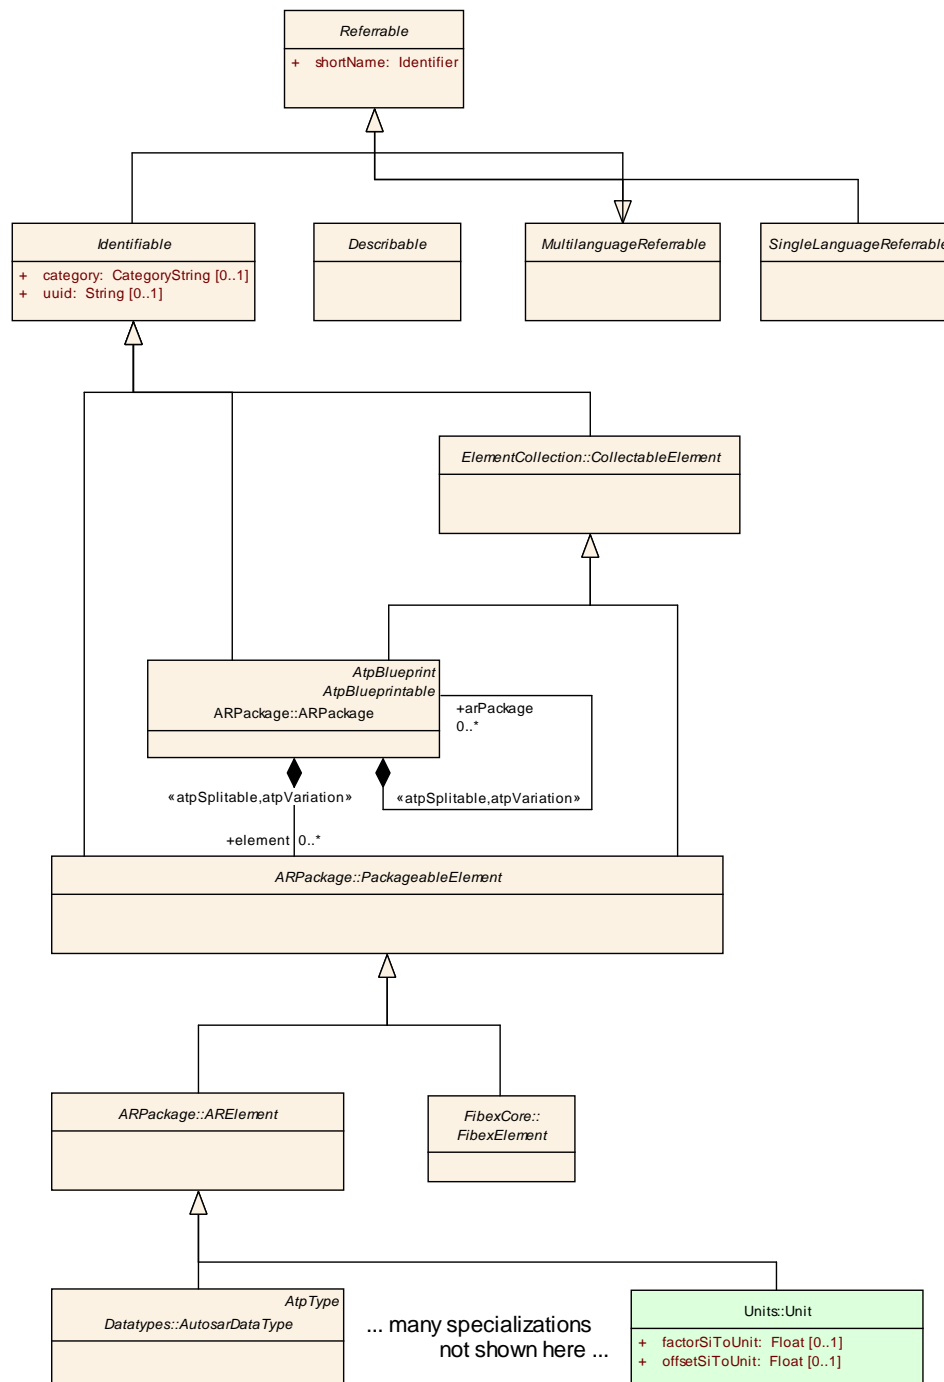 Referrable
+ shortName: Identifier
Identifiable
+ category: CategoryString [0..1]
+ uuid: String [0..1]
Describable
MultilanguageReferrable
SingleLanguageReferrable
ElementCollection::CollectableElement
AtpBlueprint
AtpBlueprintable
ARPackage::ARPackage
+arPackage
0..*
«atpSplitable,atpVariation»
«atpSplitable,atpVariation»
+element 0..*
ARPackage::PackageableElement
ARPackage::ARElement
FibexCore::
FibexElement
AtpType
Datatypes::AutosarDataType
... many specializations
not shown here ...
Units::Unit
+ factorSiToUnit: Float [0..1]
+ offsetSiToUnit: Float [0..1]